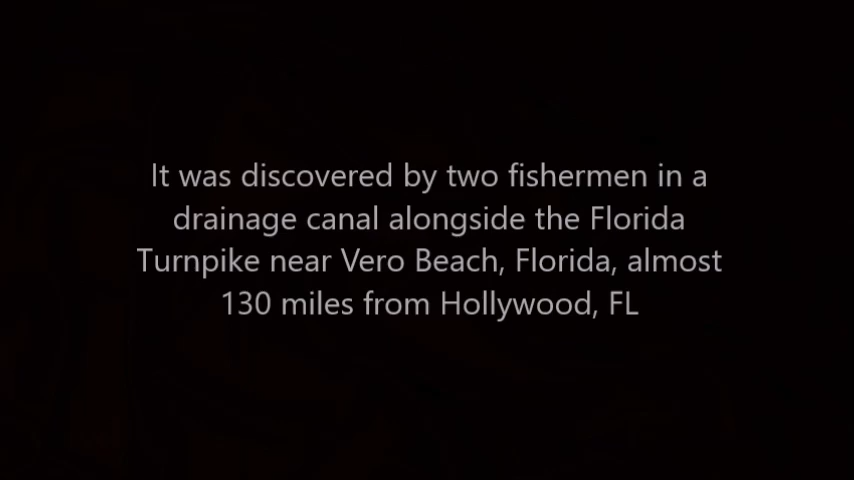 It was discovered by two fishermen in a
drainage canal alongside the Florida
Turnpike near Vero Beach, Florida, almost
130 miles from Hollywood, FL